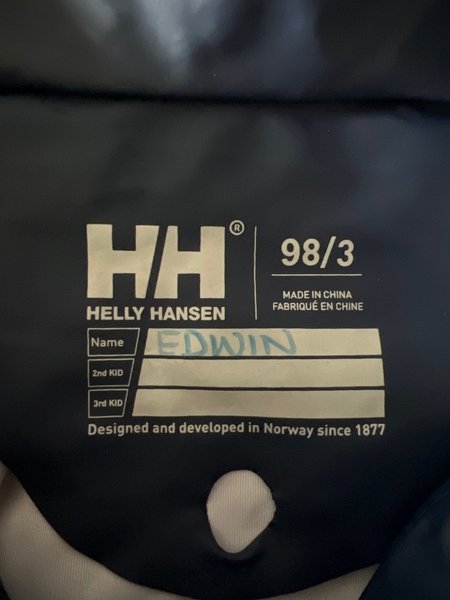 HH®
HELLY HANSEN
98/3
MADE IN CHINA
FABRIQUÉ EN CHINE
Name EDWIN
2nd KID
3rd KID
Designed and developed in Norway since 1877